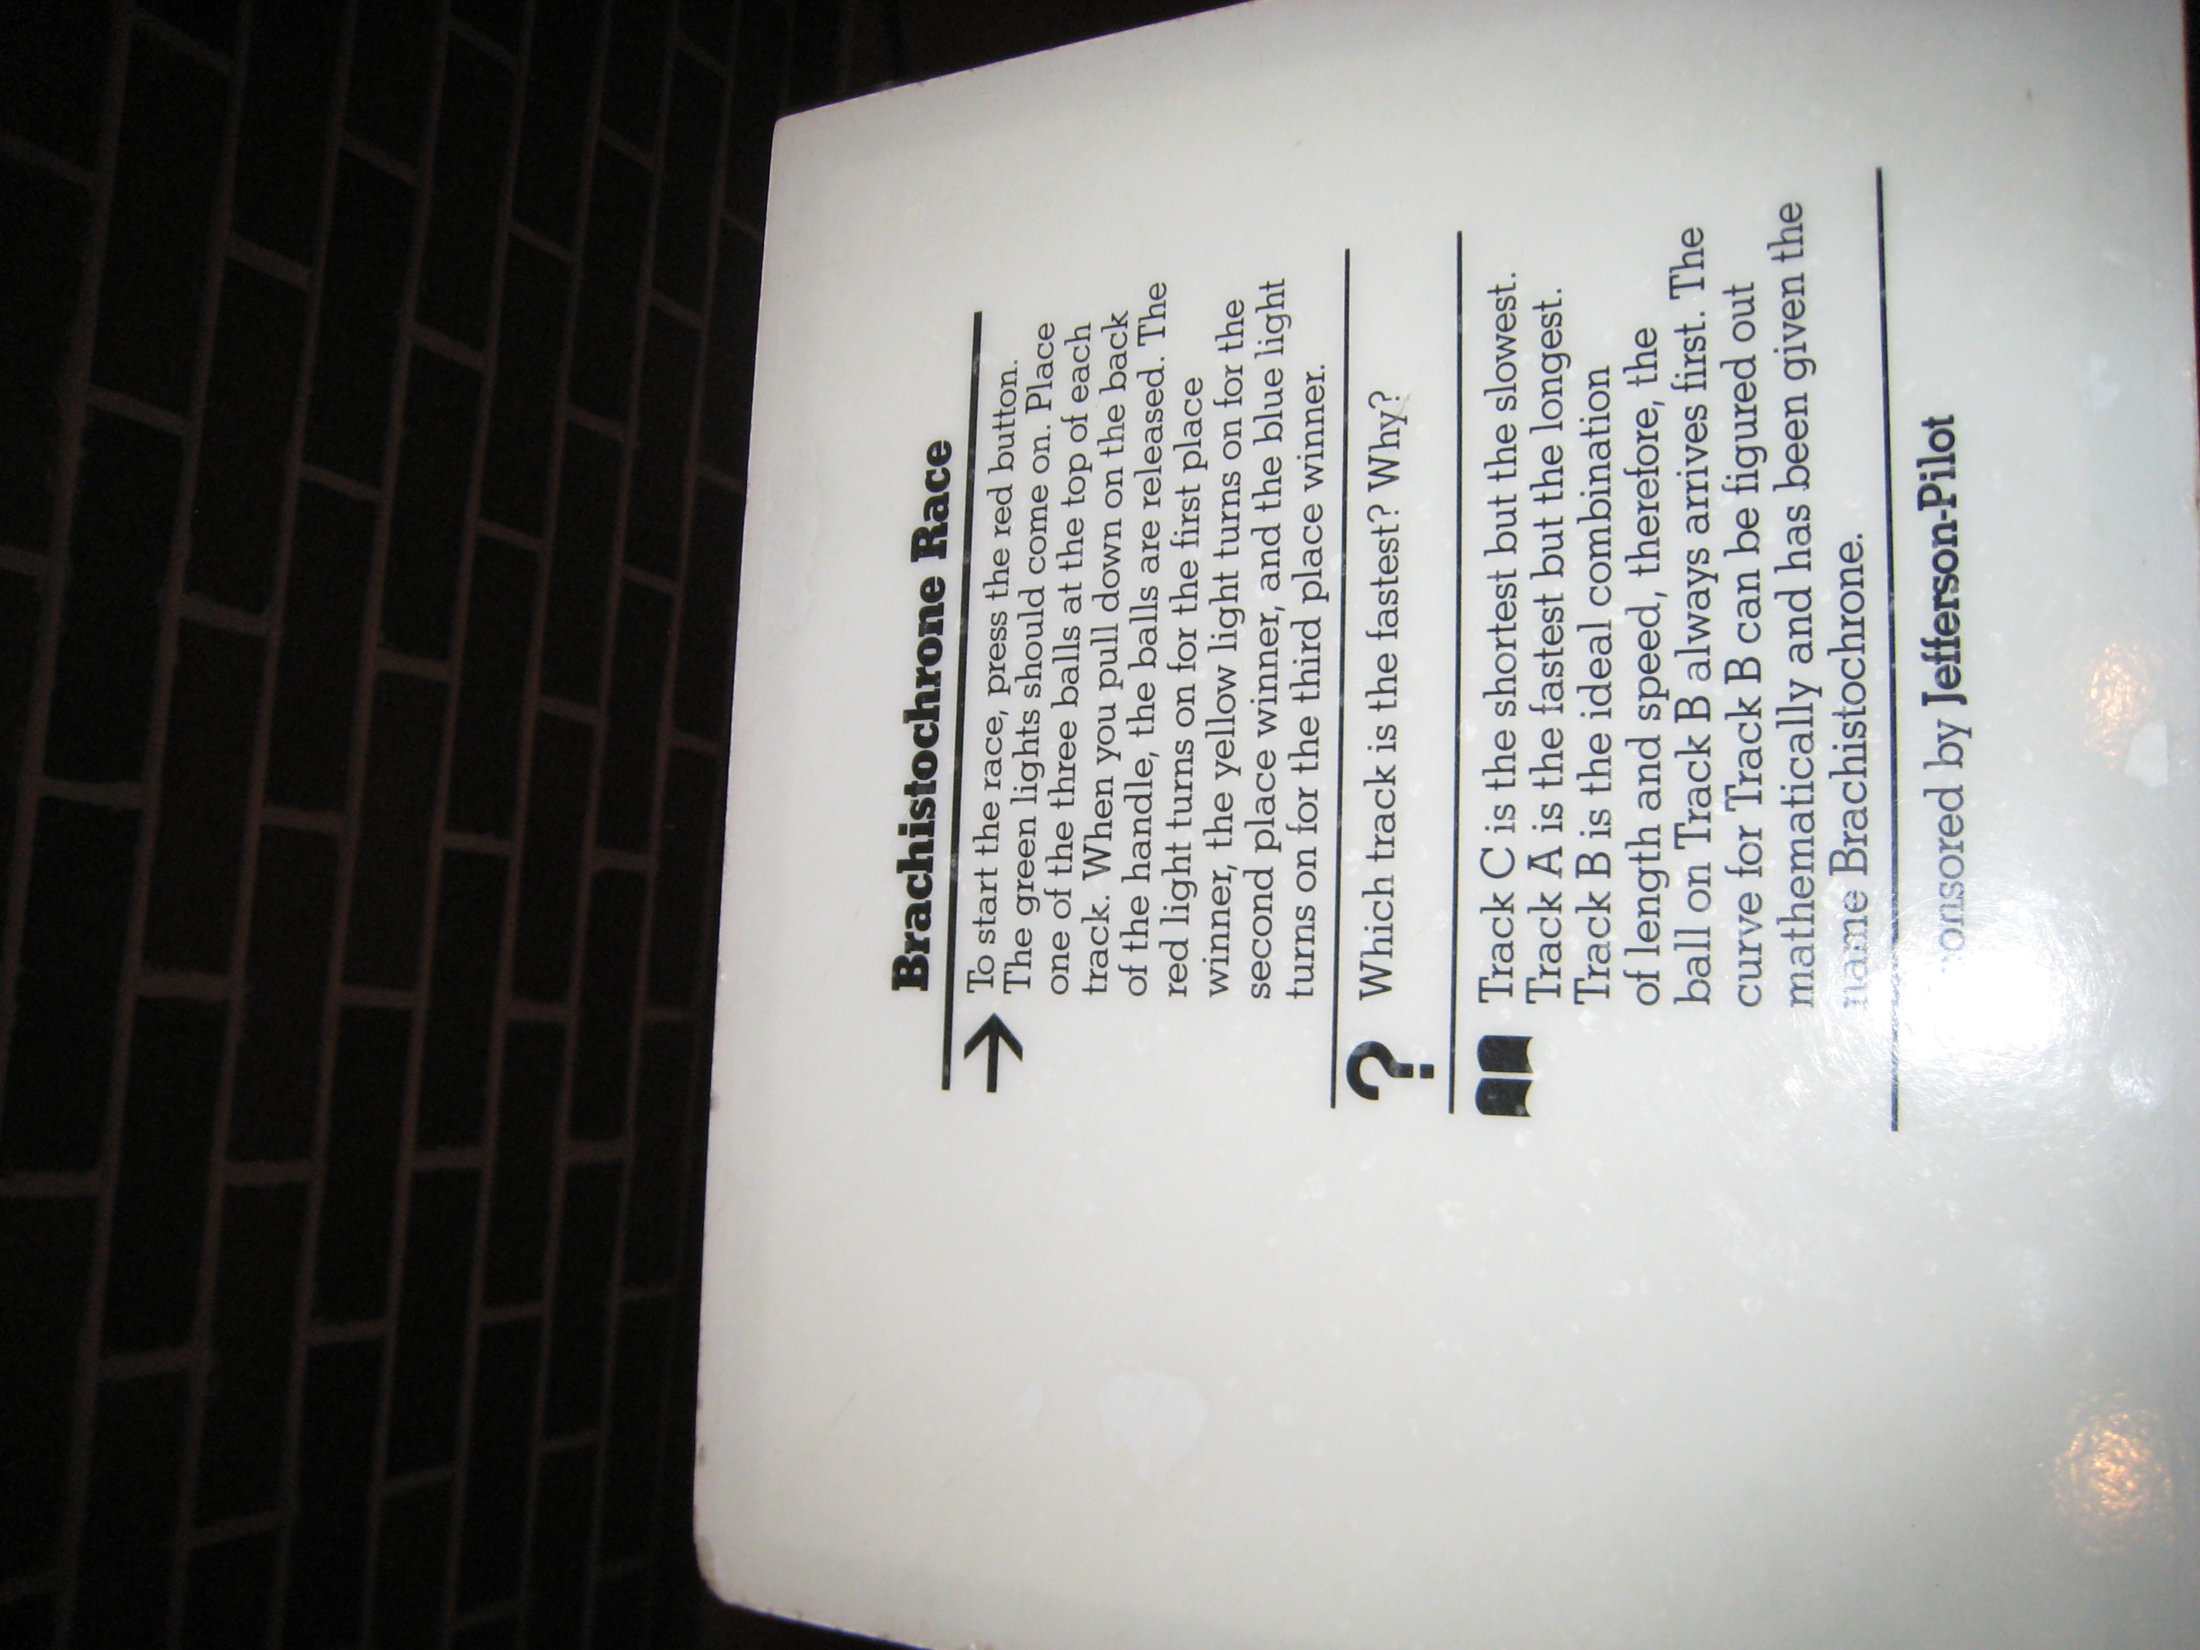 Brachistochrone Race
To start the race, press the red button.
The green lights should come on. Place
one of the three balls at the top of each
track. When you pull down on the back
of the handle, the balls are released. The
red light turns on for the first place
winner, the yellow light turns on for the
second place winner, and the blue light
turns on for the third place winner.
? Which track is the fastest? Why?
Track C is the shortest but the slowest.
Track A is the fastest but the longest.
Track B is the ideal combination
of length and speed, therefore, the
ball on Track B always arrives first. The
curve for Track B can be figured out
mathematically and has been given the
name Brachistochrone.
by Jefferson-Pilot